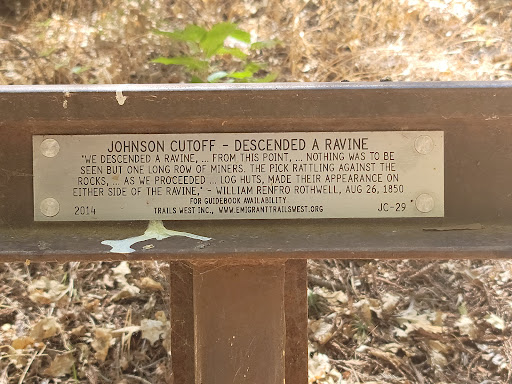 JOHNSON CUTOFF – DESCENDED A RAVINE
"WE DESCENDED A RAVINE, ... FROM THIS POINT, ... NOTHING WAS TO BE
SEEN BUT ONE LONG ROW OF MINERS. THE PICK RATTLING AGAINST THE
ROCKS, ... AS WE PROCEEDED ... LOG HUTS, MADE THEIR APPEARANCE ON
EITHER SIDE OF THE RAVINE," – WILLIAM RENFRO ROTHWELL, AUG 26, 1850
FOR GUIDEBOOK AVAILABILITY
2014 TRAILS WEST INC., WWW.EMIGRANTTRAILSWEST.ORG JC-29